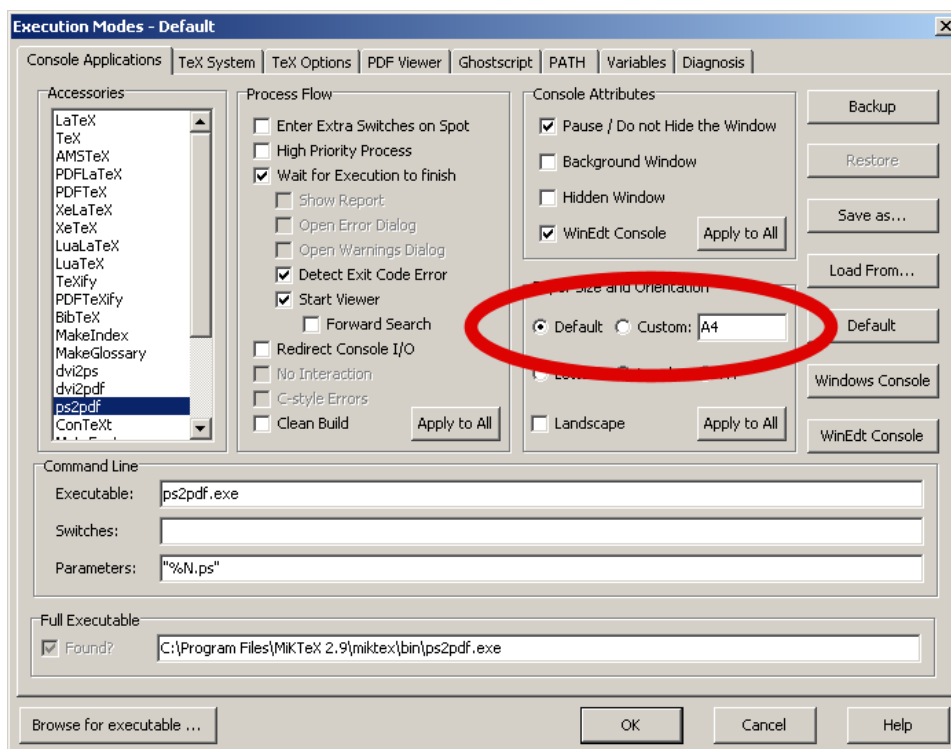 Execution Modes - Default
Console Applications TeX System TeX Options PDF Viewer Ghostscript PATH Variables Diagnosis
Accessories
LaTeX
TeX
AMSTeX
PDFLaTeX
PDFTeX
XeLaTeX
XeTeX
LuaLaTeX
LuaTeX
TeXify
PDFTeXify
BibTeX
MakeIndex
MakeGlossary
dvi2ps
dvi2pdf
ps2pdf
ConTeXt
Process Flow
Enter Extra Switches on Spot
High Priority Process
Wait for Execution to finish
Show Report
Open Error Dialog
Open Warnings Dialog
Detect Exit Code Error
Start Viewer
Forward Search
Redirect Console I/O
No Interaction
C-style Errors
Clean Build Apply to All
Console Attributes
Pause / Do not Hide the Window
Background Window
Hidden Window
WinEdt Console Apply to All
Size and Orientation
Default Custom: A4
Landscape Apply to All
Backup
Restore
Save as...
Load From...
Default
Windows Console
WinEdt Console
Command Line
Executable: ps2pdf.exe
Switches:
Parameters: "%N.ps"
Full Executable
Found? C:\Program Files\MiKTeX 2.9\miktex\bin\ps2pdf.exe
Browse for executable ... OK Cancel Help